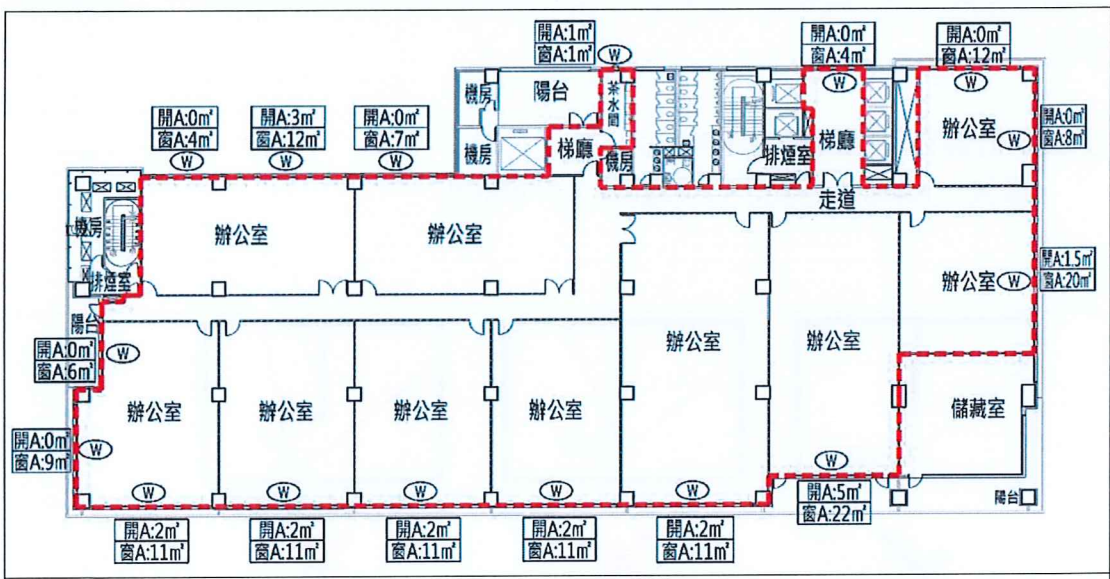 開A:1㎡
窗A:1㎡
W
開A:0㎡
窗A:4㎡
W
開A:0㎡
窗A:12㎡
W
機房
陽台
茶水間
機房
梯廳
機房
排煙室
梯廳
辦公室
W
開A:0㎡
窗A:8㎡
開A:0㎡
窗A:4㎡
W
開A:3㎡
窗A:12㎡
W
開A:0㎡
窗A:7㎡
W
走道
機房
排煙室
辦公室
辦公室
辦公室
W
開A:1.5㎡
窗A:20㎡
陽台
開A:0㎡
窗A:6㎡
W
辦公室
辦公室
辦公室
辦公室
辦公室
辦公室
儲藏室
開A:0㎡
窗A:9㎡
W
W
W
W
W
W
W
陽台
開A:5㎡
窗A:22㎡
開A:2㎡
窗A:11㎡
開A:2㎡
窗A:11㎡
開A:2㎡
窗A:11㎡
開A:2㎡
窗A:11㎡
開A:2㎡
窗A:11㎡